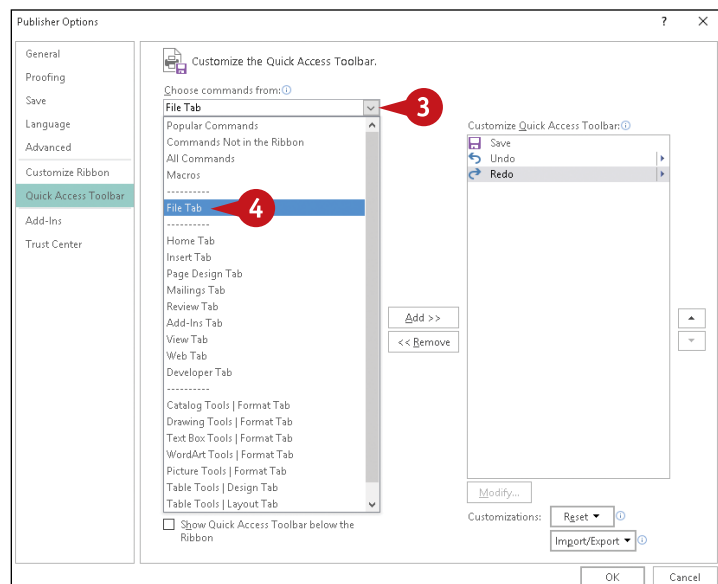 Publisher Options
?
General
Proofing
Save
Language
Advanced
Customize Ribbon
Quick Access Toolbar
Add-Ins
Trust Center
Customize the Quick Access Toolbar.
Choose commands from:
File Tab
3
Popular Commands
Commands Not in the Ribbon
All Commands
Macros
----------
File Tab
4
----------
Home Tab
Insert Tab
Page Design Tab
Mailings Tab
Review Tab
Add-Ins Tab
View Tab
Web Tab
Developer Tab
----------
Catalog Tools | Format Tab
Drawing Tools | Format Tab
Text Box Tools | Format Tab
WordArt Tools | Format Tab
Picture Tools | Format Tab
Table Tools | Design Tab
Table Tools | Layout Tab
Show Quick Access Toolbar below the
Ribbon
Add >>
<< Remove
Customize Quick Access Toolbar:
Save
Undo
Redo
Modify...
Customizations:
Reset
Import/Export
OK
Cancel